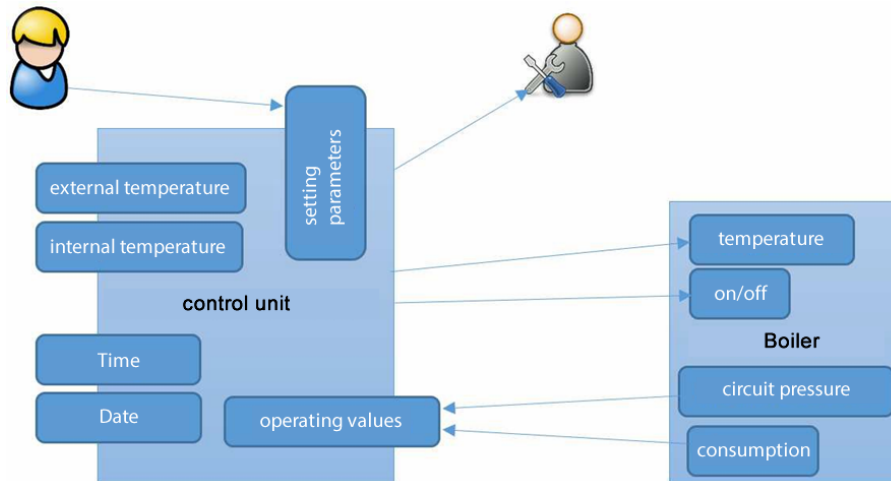 setting
parameters
external temperature
internal temperature
control unit
Time
Date
operating values
temperature
on/off
Boiler
circuit pressure
consumption